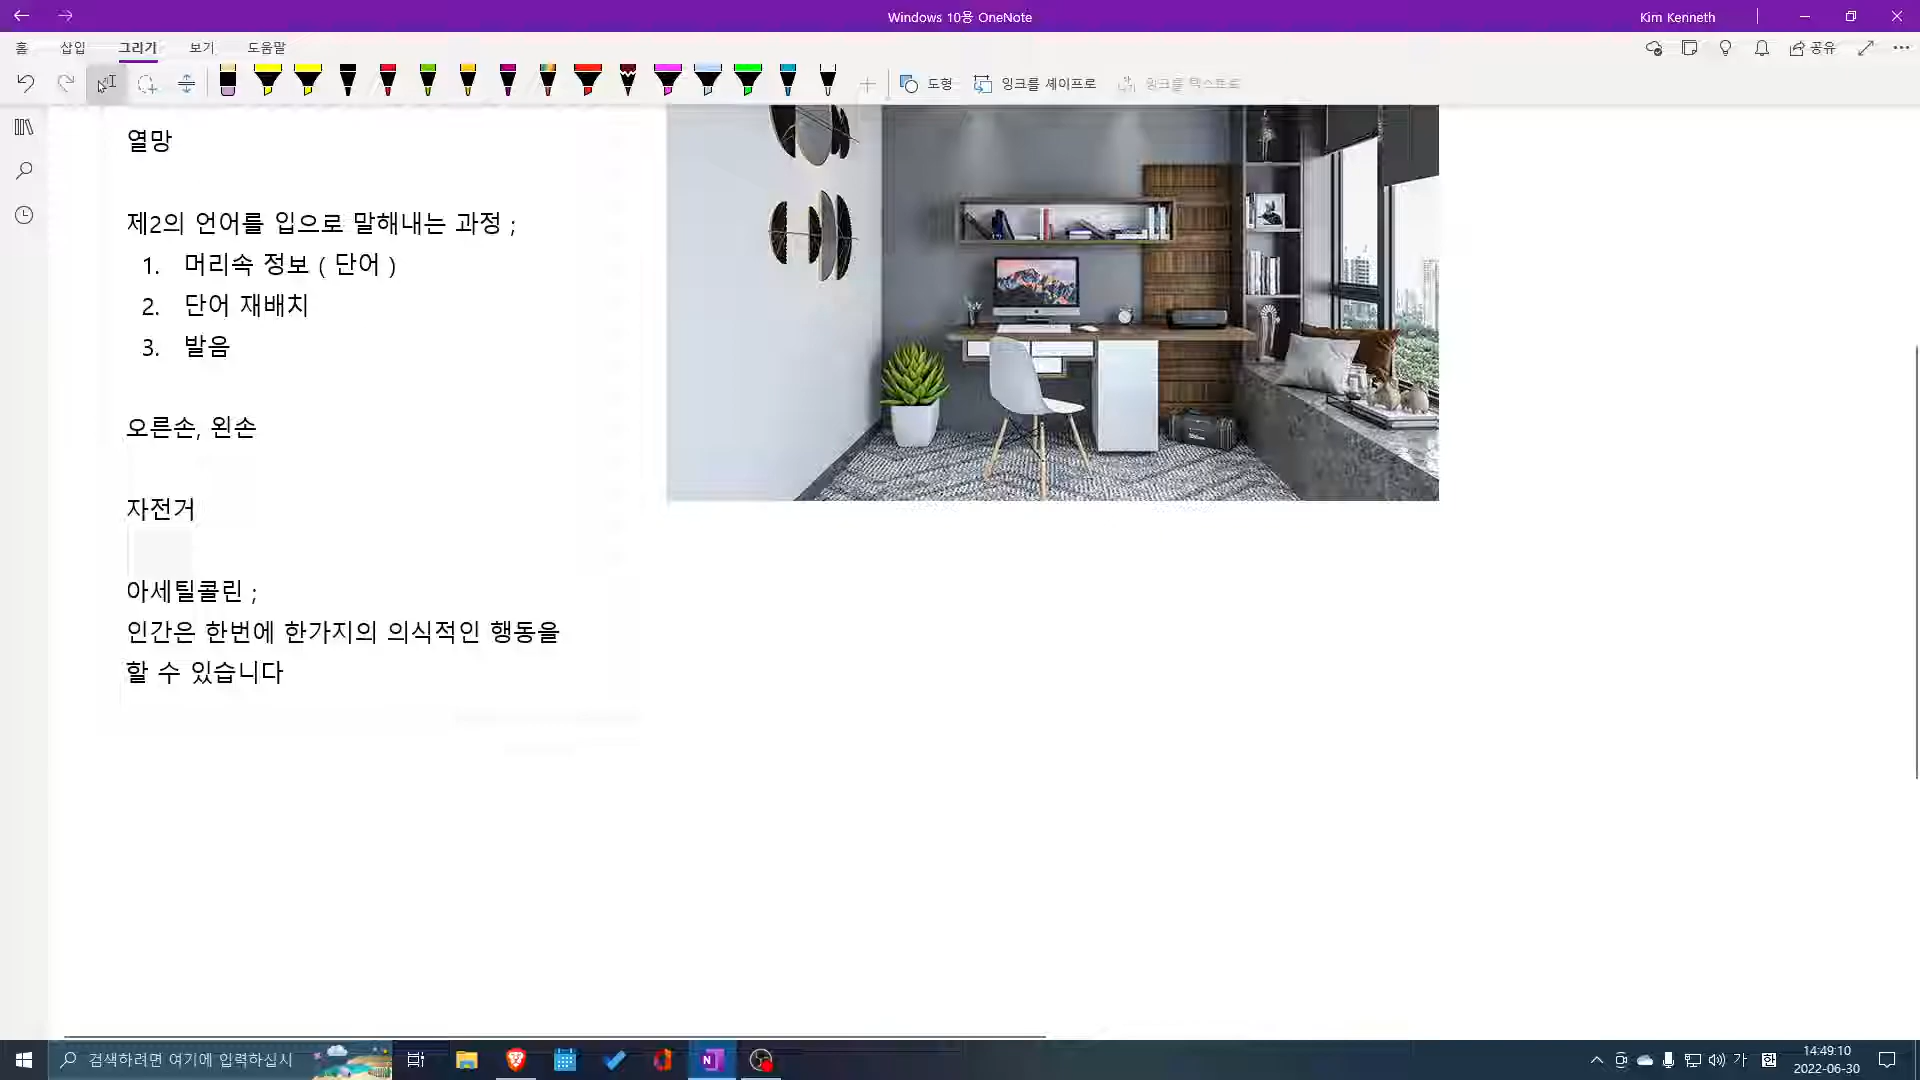 Windows 10용 OneNote
Kim Kenneth
홈 삽입 그리기 보기 도움말
공유
도형 잉크를 셰이프로 잉크를 텍스트로
열망
제2의 언어를 입으로 말해내는 과정 ;
1. 머리속 정보 ( 단어 )
2. 단어 재배치
3. 발음
오른손, 왼손
자전거
아세틸콜린 ;
인간은 한번에 한가지의 의식적인 행동을
할 수 있습니다
검색하려면 여기에 입력하십시
가 한
14:49:10
2022-06-30